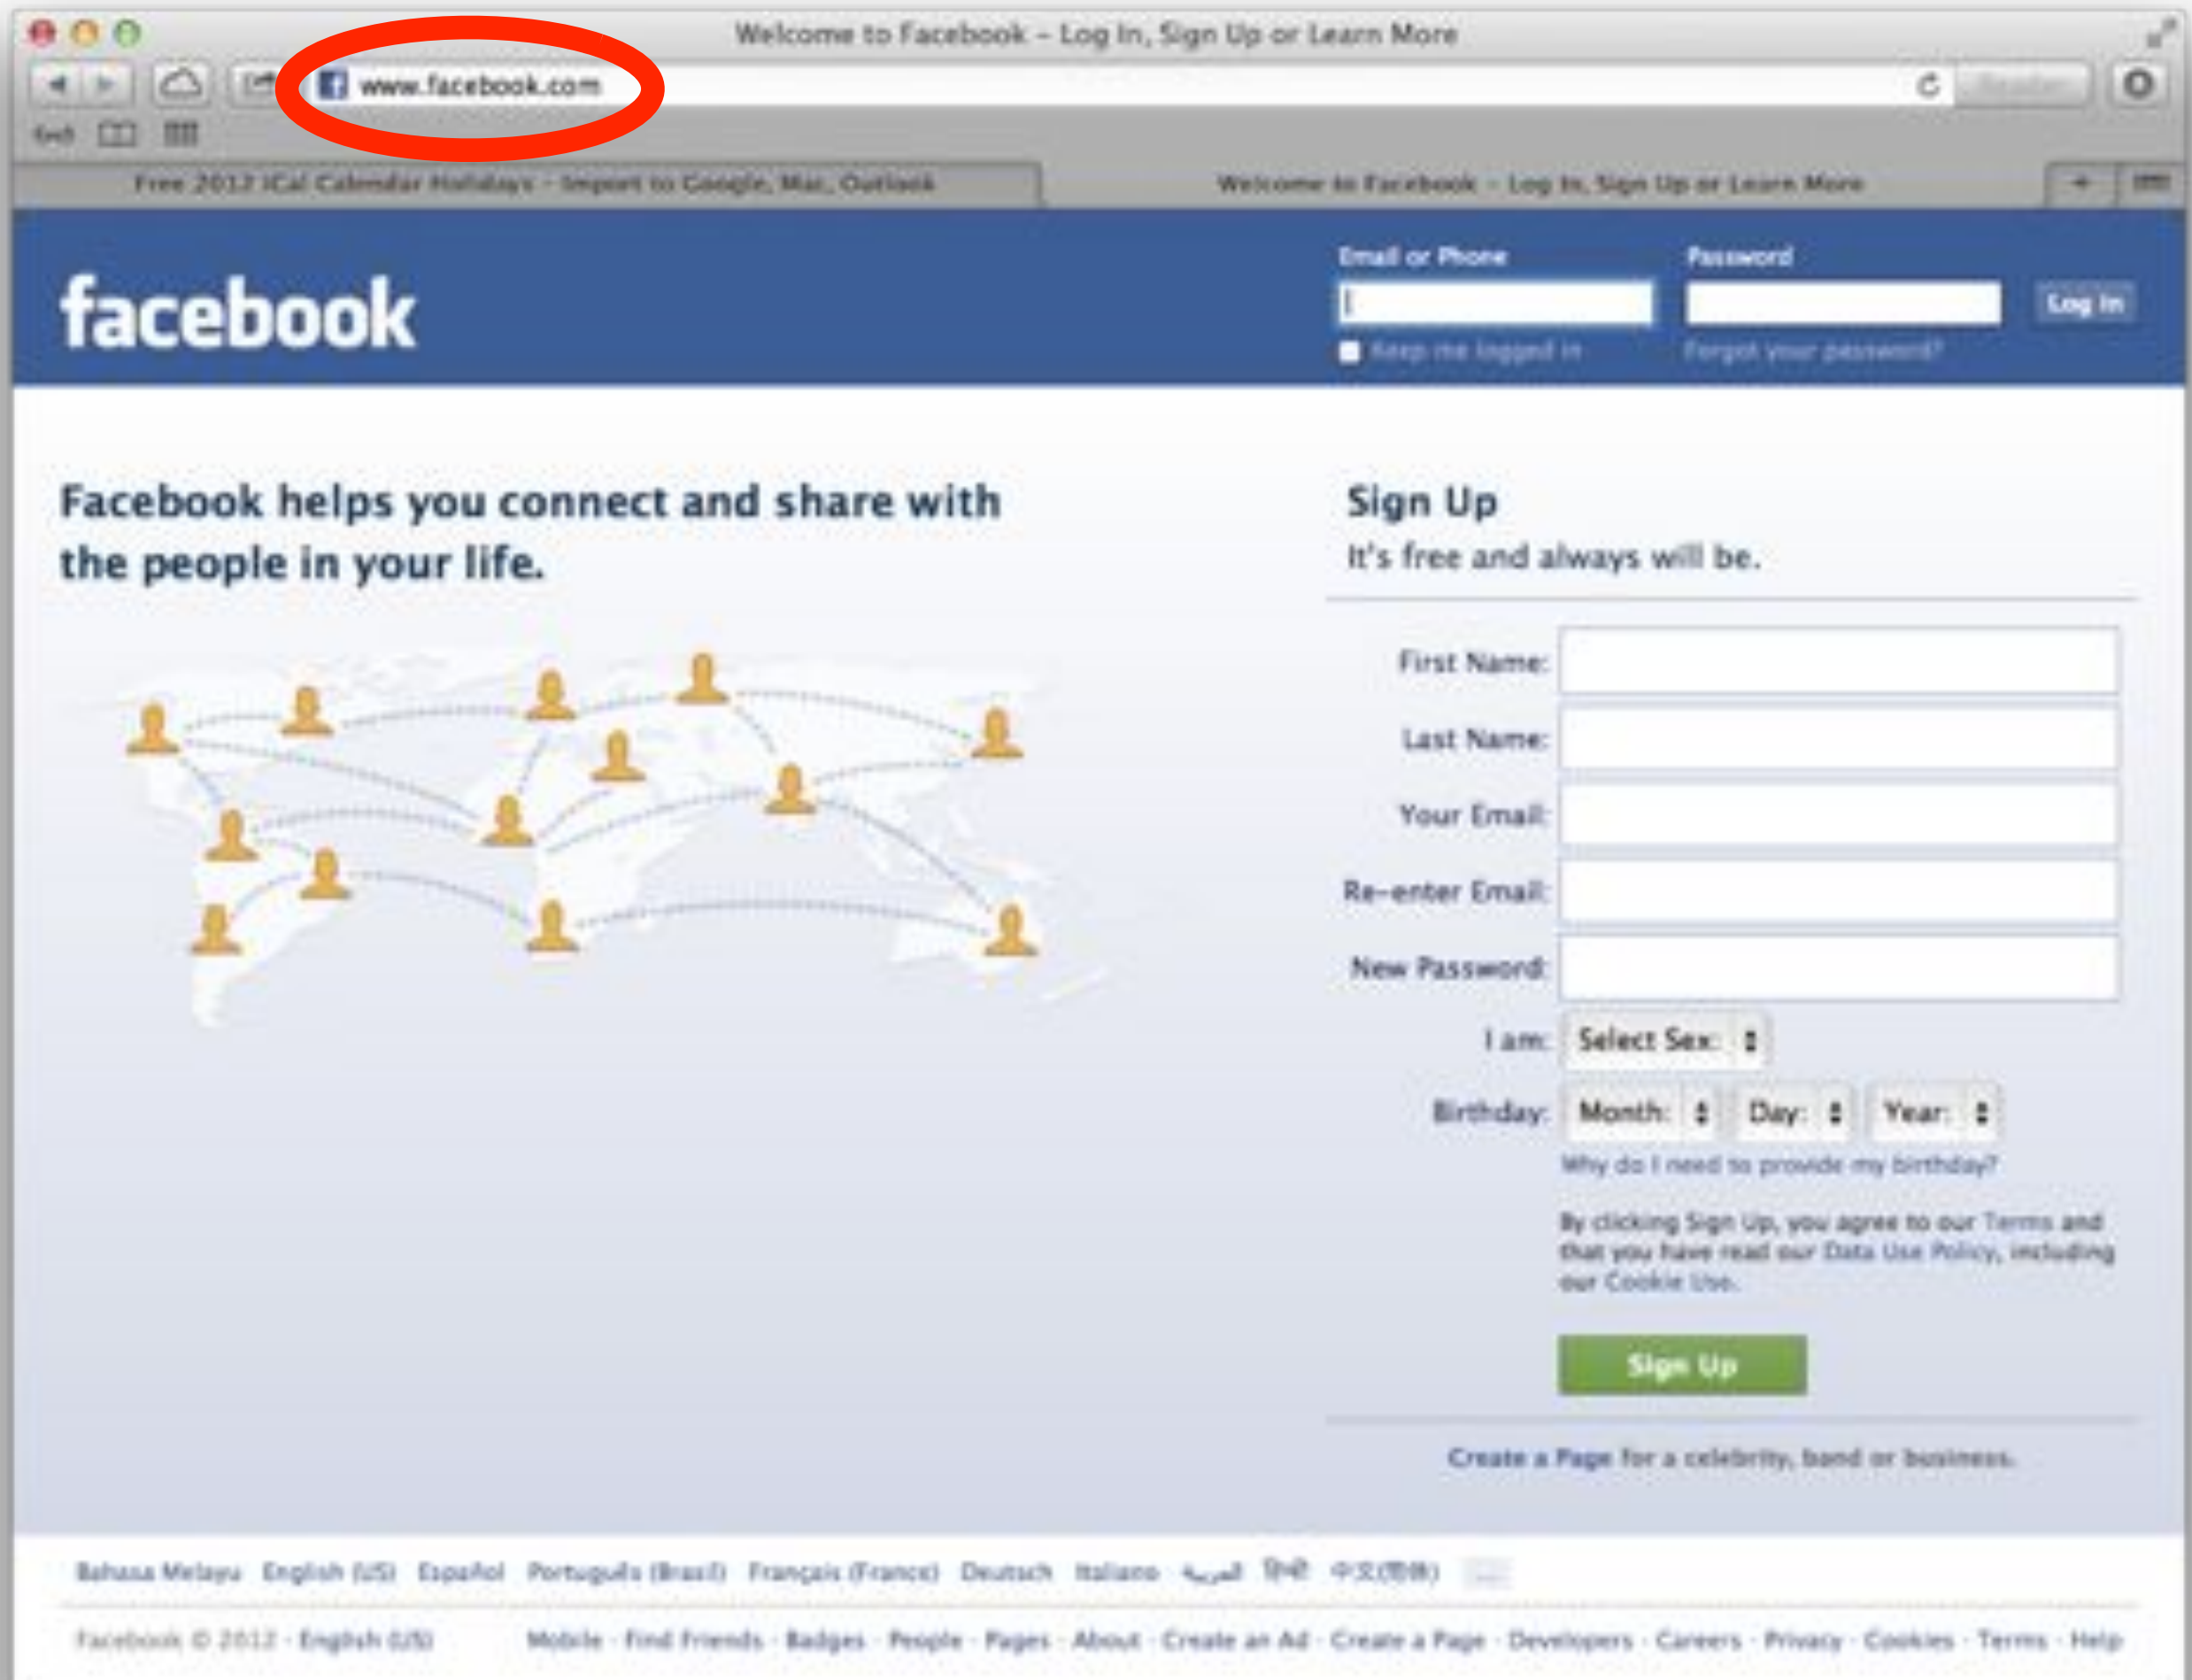 Welcome to Facebook – Log In, Sign Up or Learn More
www.facebook.com
Reader
Free 2012 iCal Calendar Holidays – Import to Google, Mac, Outlook
Welcome to Facebook – Log In, Sign Up or Learn More
facebook
Email or Phone
Password
Log In
Keep me logged in
Forgot your password?
Facebook helps you connect and share with
the people in your life.
Sign Up
It's free and always will be.
First Name:
Last Name:
Your Email:
Re-enter Email:
New Password:
I am:
Select Sex:
Birthday:
Month:
Day:
Year:
Why do I need to provide my birthday?
By clicking Sign Up, you agree to our Terms and
that you have read our Data Use Policy, including
our Cookie Use.
Sign Up
Create a Page for a celebrity, band or business.
Bahasa Melayu English (US) Español Português (Brasil) Français (France) Deutsch Italiano العربية हिन्दी 中文(简体) ...
Facebook © 2012 · English (US)
Mobile · Find Friends · Badges · People · Pages · About · Create an Ad · Create a Page · Developers · Careers · Privacy · Cookies · Terms · Help